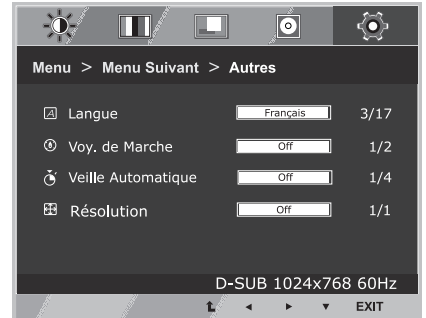 Menu > Menu Suivant > Autres
Langue Français 3/17
Voy. de Marche Off 1/2
Veille Automatique Off 1/4
Résolution Off 1/1
D-SUB 1024x768 60Hz
EXIT